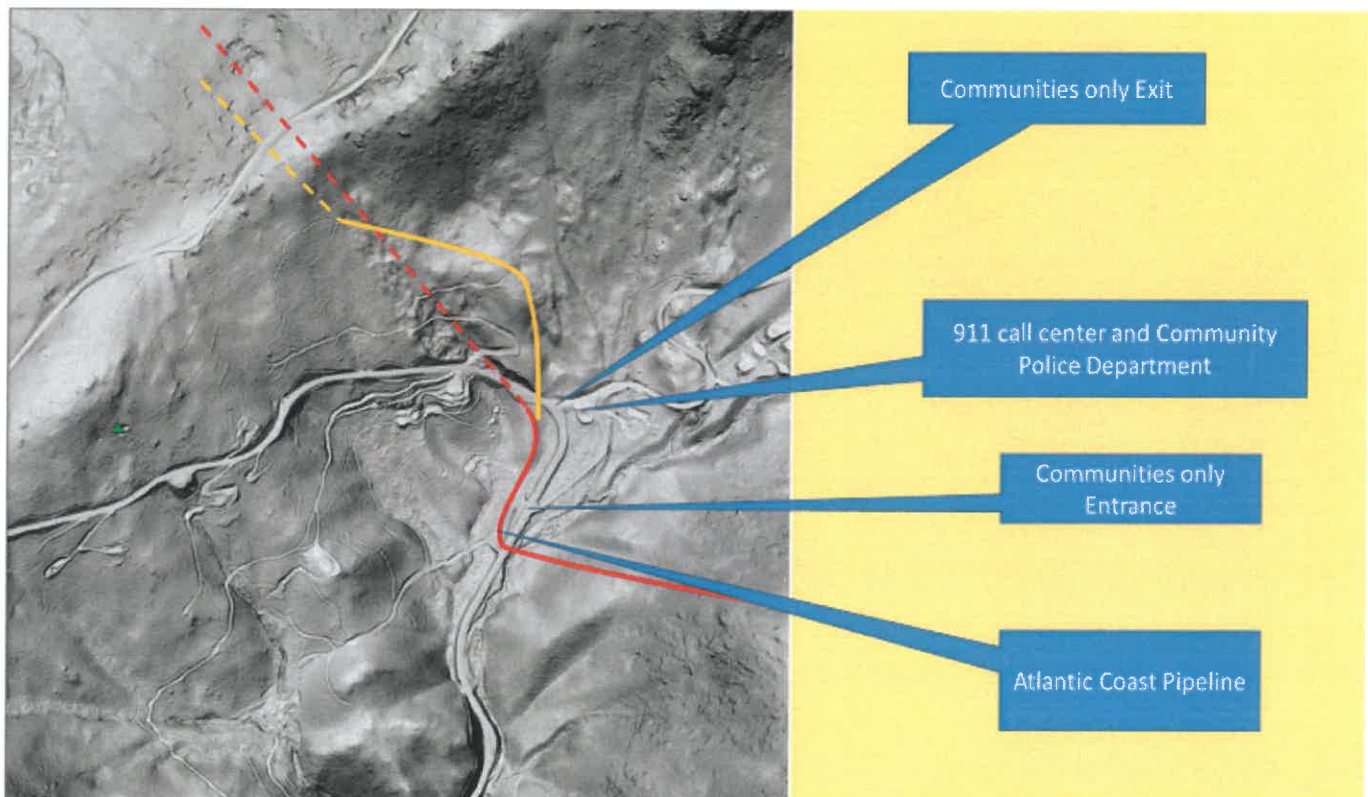 Communities only Exit
911 call center and Community
Police Department
Communities only
Entrance
Atlantic Coast Pipeline